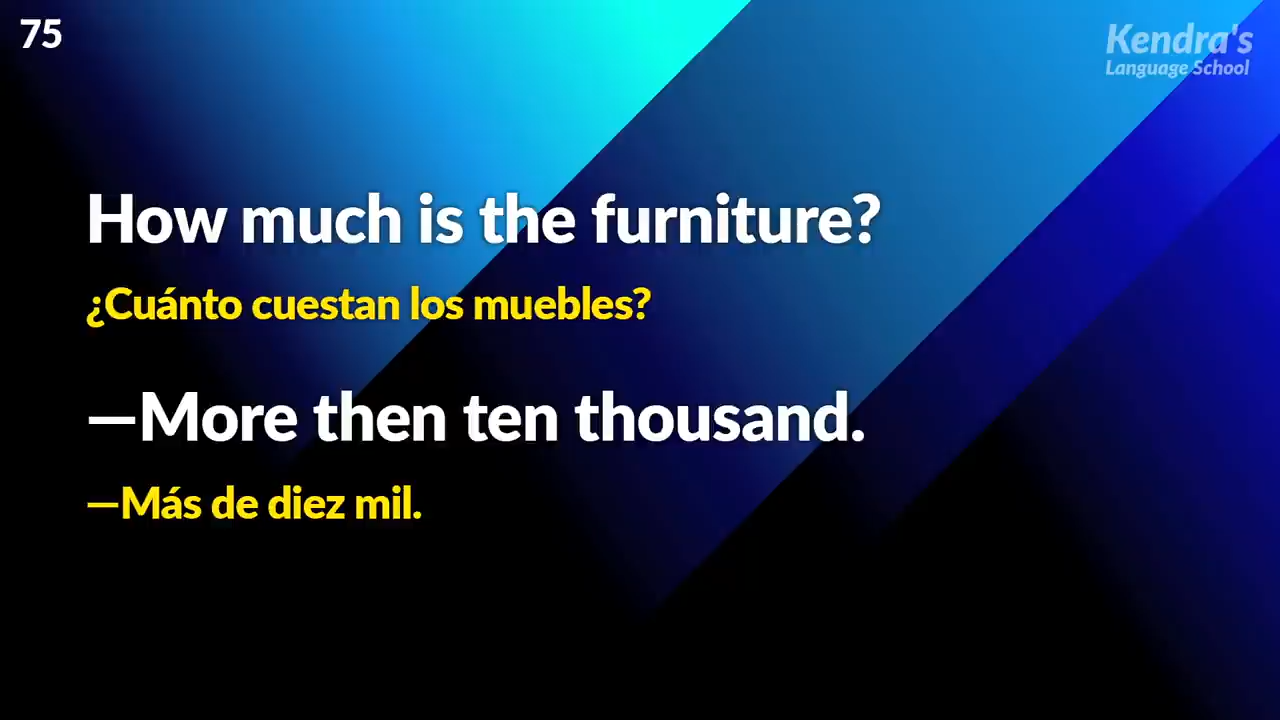 75
Kendra's
Language School
How much is the furniture?
¿Cuánto cuestan los muebles?
—More then ten thousand.
—Más de diez mil.